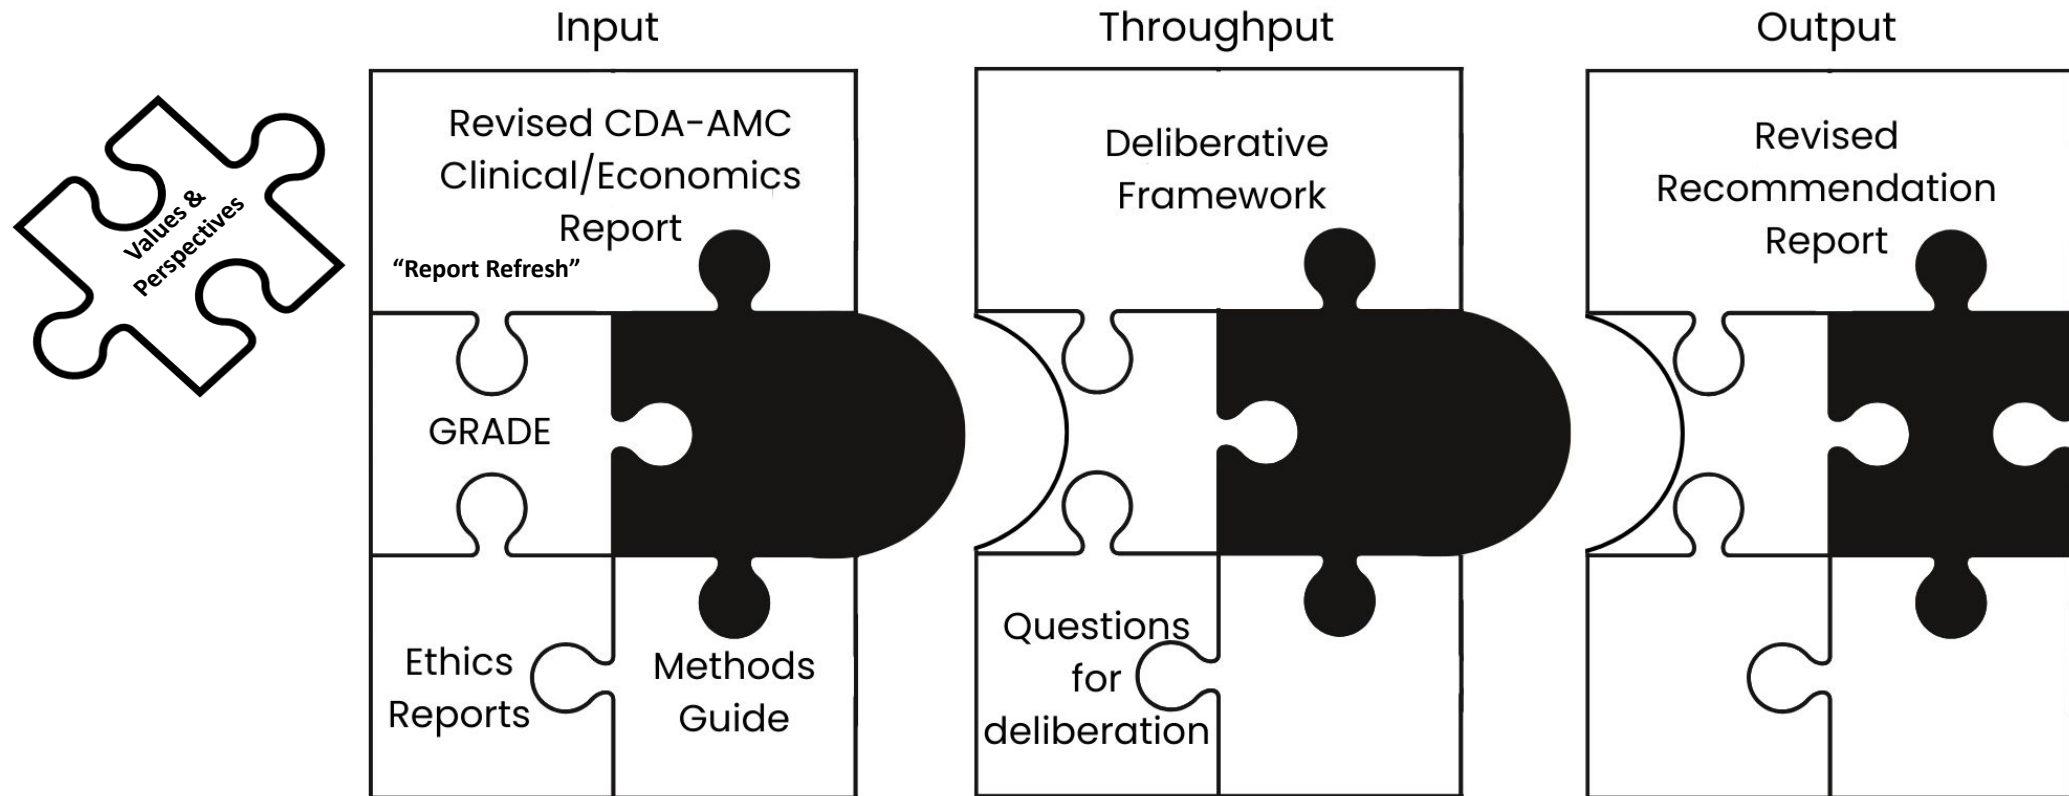 Input
Throughput
Output
Values &
Perspectives
Revised CDA-AMC
Clinical/Economics
Report
“Report Refresh”
GRADE
Ethics
Reports
Methods
Guide
Deliberative
Framework
Questions
for
deliberation
Revised
Recommendation
Report